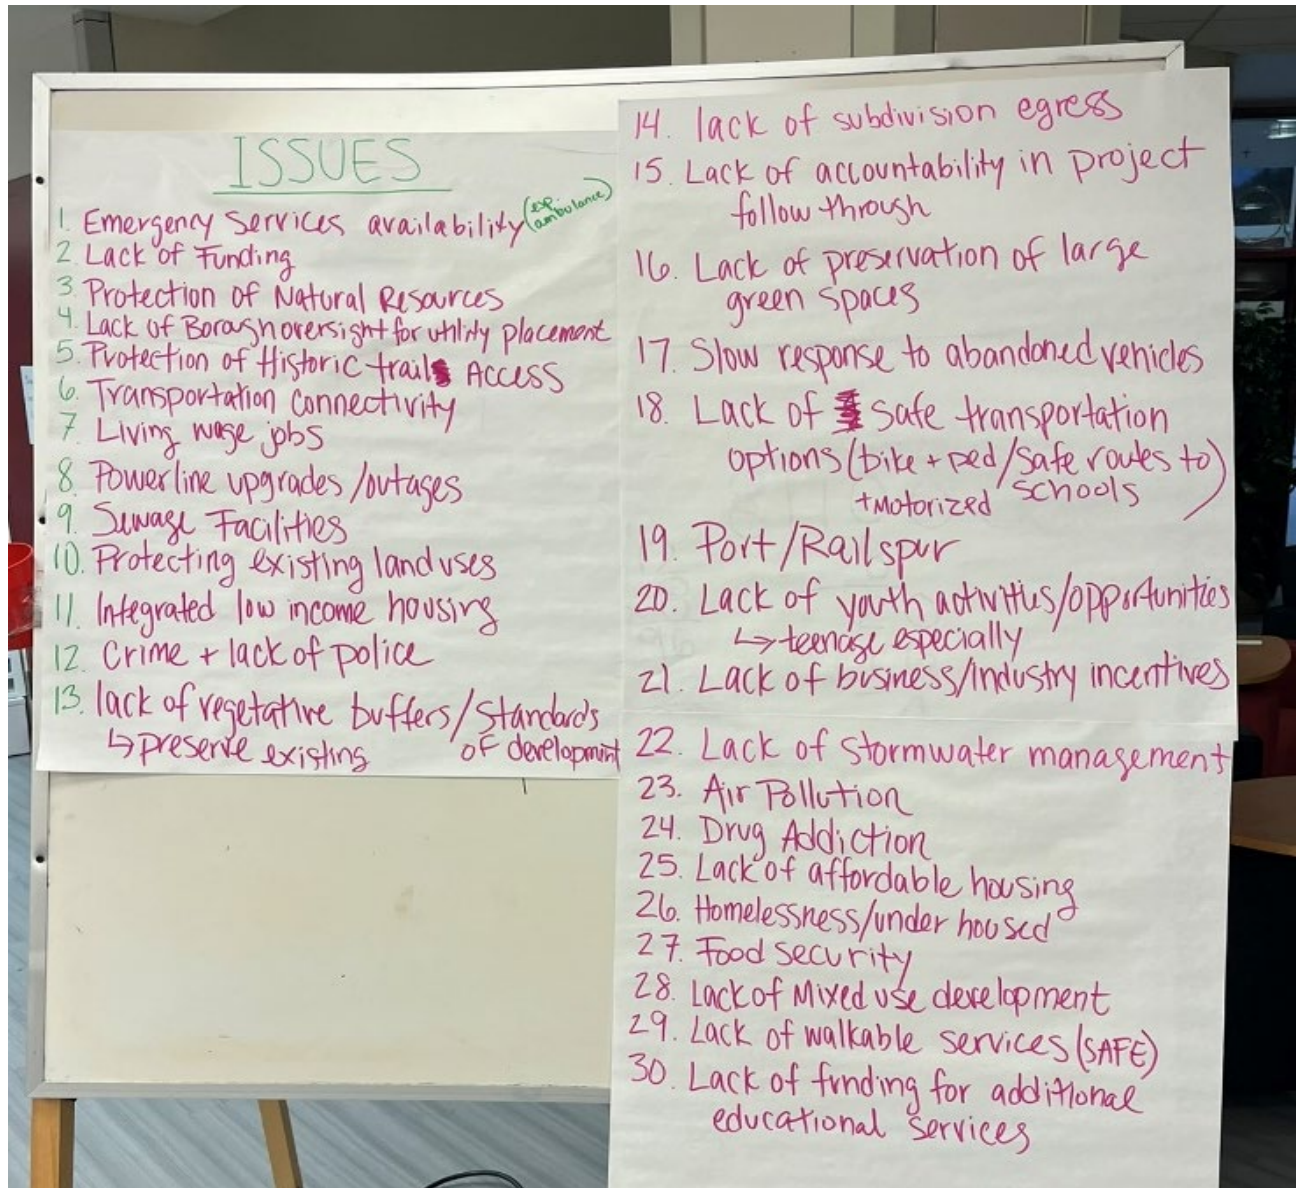 ISSUES
1. Emergency Services availability (esp. ambulance)
2. Lack of Funding
3. Protection of Natural Resources
4. Lack of Borough oversight for utility placement
5. Protection of Historic trail Access
6. Transportation connectivity
7. Living wage jobs
8. Powerline upgrades/outages
9. Sewage Facilities
10. Protecting existing land uses
11. Integrated low income housing
12. Crime + lack of police
13. lack of vegetative buffers/Standards
↳ preserve existing of development
14. lack of subdivision egress
15. Lack of accountability in project
follow through
16. Lack of preservation of large
green spaces
17. Slow response to abandoned vehicles
18. Lack of safe transportation
options (bike + ped/safe routes to
+ Motorized schools)
19. Port/Rail spur
20. Lack of youth activities/opportunities
↳ teenage especially
21. Lack of business/industry incentives
22. Lack of Stormwater management
23. Air Pollution
24. Drug Addiction
25. Lack of affordable housing
26. Homelessness/under housed
27. Food security
28. Lack of Mixed use development
29. Lack of walkable services (SAFE)
30. Lack of funding for additional
educational services